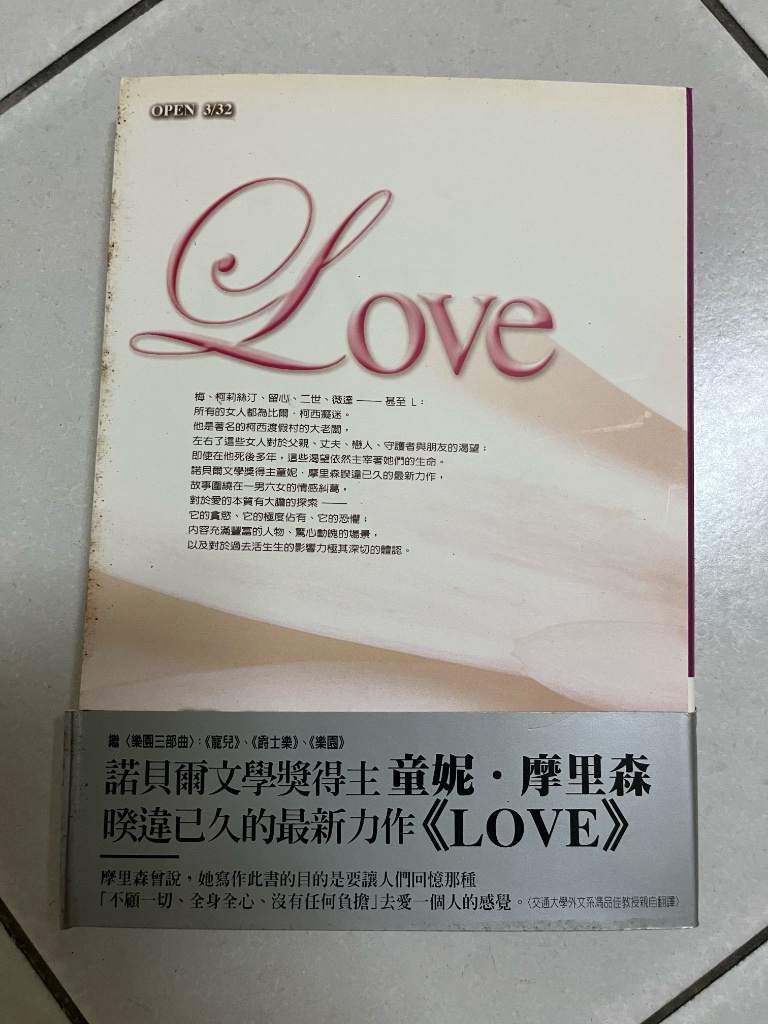 OPEN 3/32
Love
梅、柯莉絲汀、留心、二世、薇達──甚至 L：
所有的女人都為比爾．柯西癡迷。
他是著名的柯西渡假村的大老闆，
左右了這些女人對於父親、丈夫、戀人、守護者與朋友的渴望；
即使在他死後多年，這些渴望依然主宰著她們的生命。
諾貝爾文學獎得主童妮．摩里森睽違已久的最新力作，
故事圍繞在一男六女的情感糾葛，
對於愛的本質有大膽的探索──
它的貪慾、它的極度佔有、它的恐懼；
內容充滿豐富的人物、驚心動魄的場景，
以及對於過去活生生的影響力極其深切的體認。
繼〈樂園三部曲〉：《寵兒》、《爵士樂》、《樂園》
諾貝爾文學獎得主 童妮．摩里森
睽違已久的最新力作《LOVE》
摩里森曾說，她寫作此書的目的是要讓人們回憶那種
「不顧一切、全身全心、沒有任何負擔」去愛一個人的感覺。〈交通大學外文系馮品佳教授親自翻譯〉